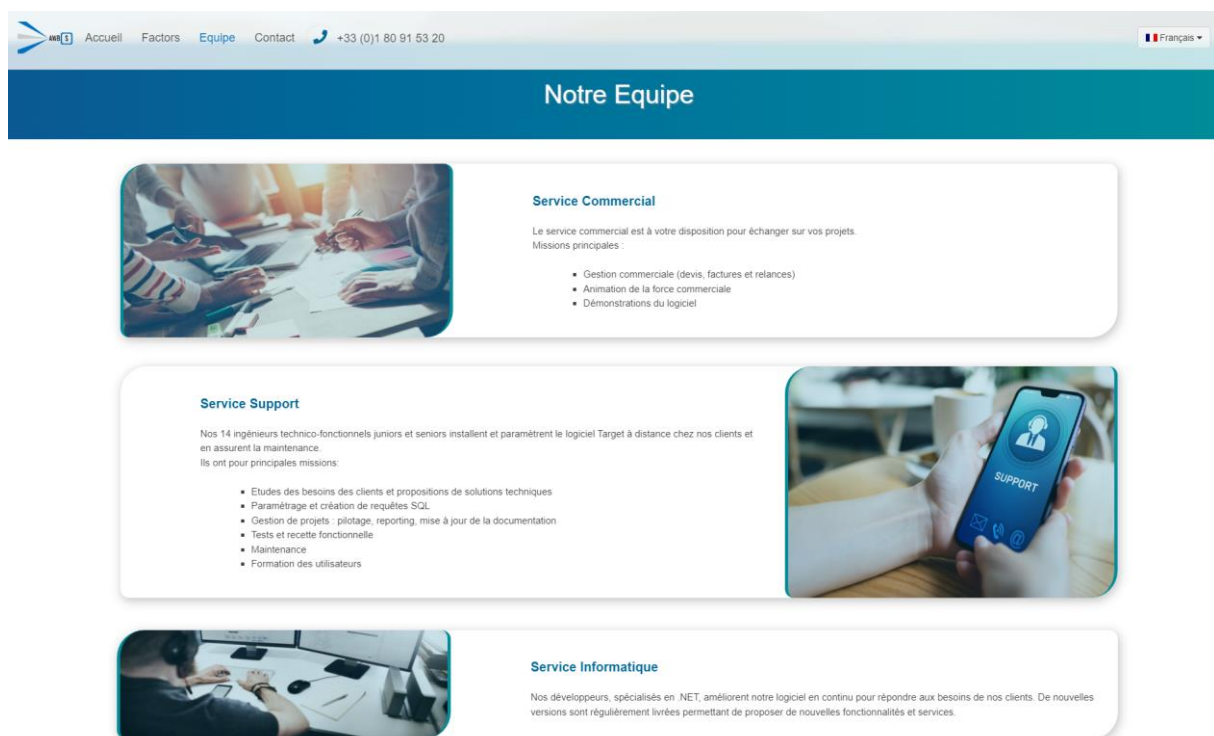 AWB S Accueil Factors Equipe Contact +33 (0)1 80 91 53 20 Français
Notre Equipe
Service Commercial
Le service commercial est à votre disposition pour échanger sur vos projets.
Missions principales :
Gestion commerciale (devis, factures et relances)
Animation de la force commerciale
Démonstrations du logiciel
Service Support
Nos 14 ingénieurs technico-fonctionnels juniors et seniors installent et paramètrent le logiciel Target à distance chez nos clients et
en assurent la maintenance.
Ils ont pour principales missions:
Etudes des besoins des clients et propositions de solutions techniques
Paramétrage et création de requêtes SQL
Gestion de projets : pilotage, reporting, mise à jour de la documentation
Tests et recette fonctionnelle
Maintenance
Formation des utilisateurs
SUPPORT
Service Informatique
Nos développeurs, spécialisés en .NET, améliorent notre logiciel en continu pour répondre aux besoins de nos clients. De nouvelles
versions sont régulièrement livrées permettant de proposer de nouvelles fonctionnalités et services.